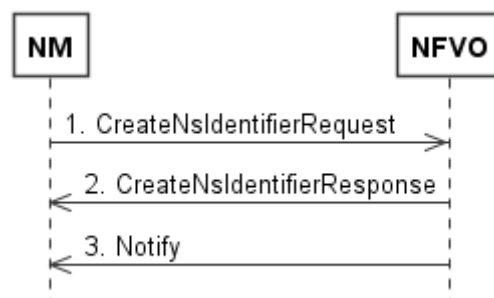 NM
NFVO
1. CreateNsIdentifierRequest
2. CreateNsIdentifierResponse
3. Notify